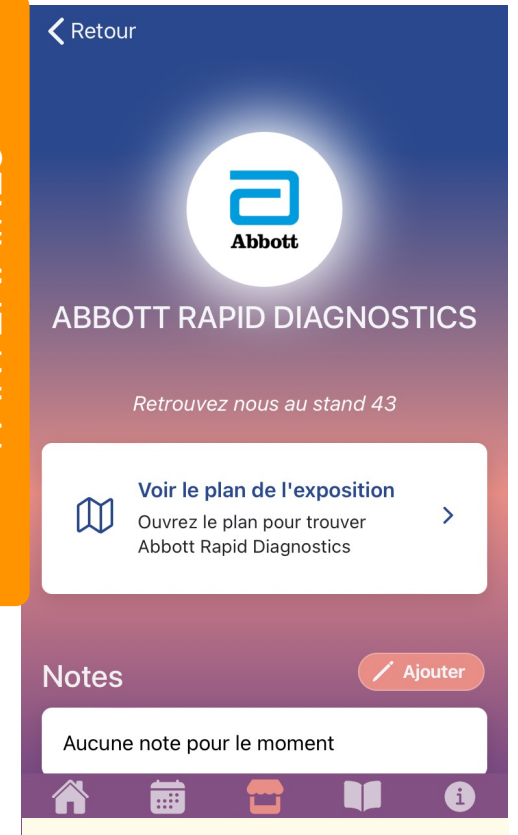 Retour
Abbott
ABBOTT RAPID DIAGNOSTICS
Retrouvez nous au stand 43
Voir le plan de l'exposition
Ouvrez le plan pour trouver
Abbott Rapid Diagnostics
Notes
Ajouter
Aucune note pour le moment